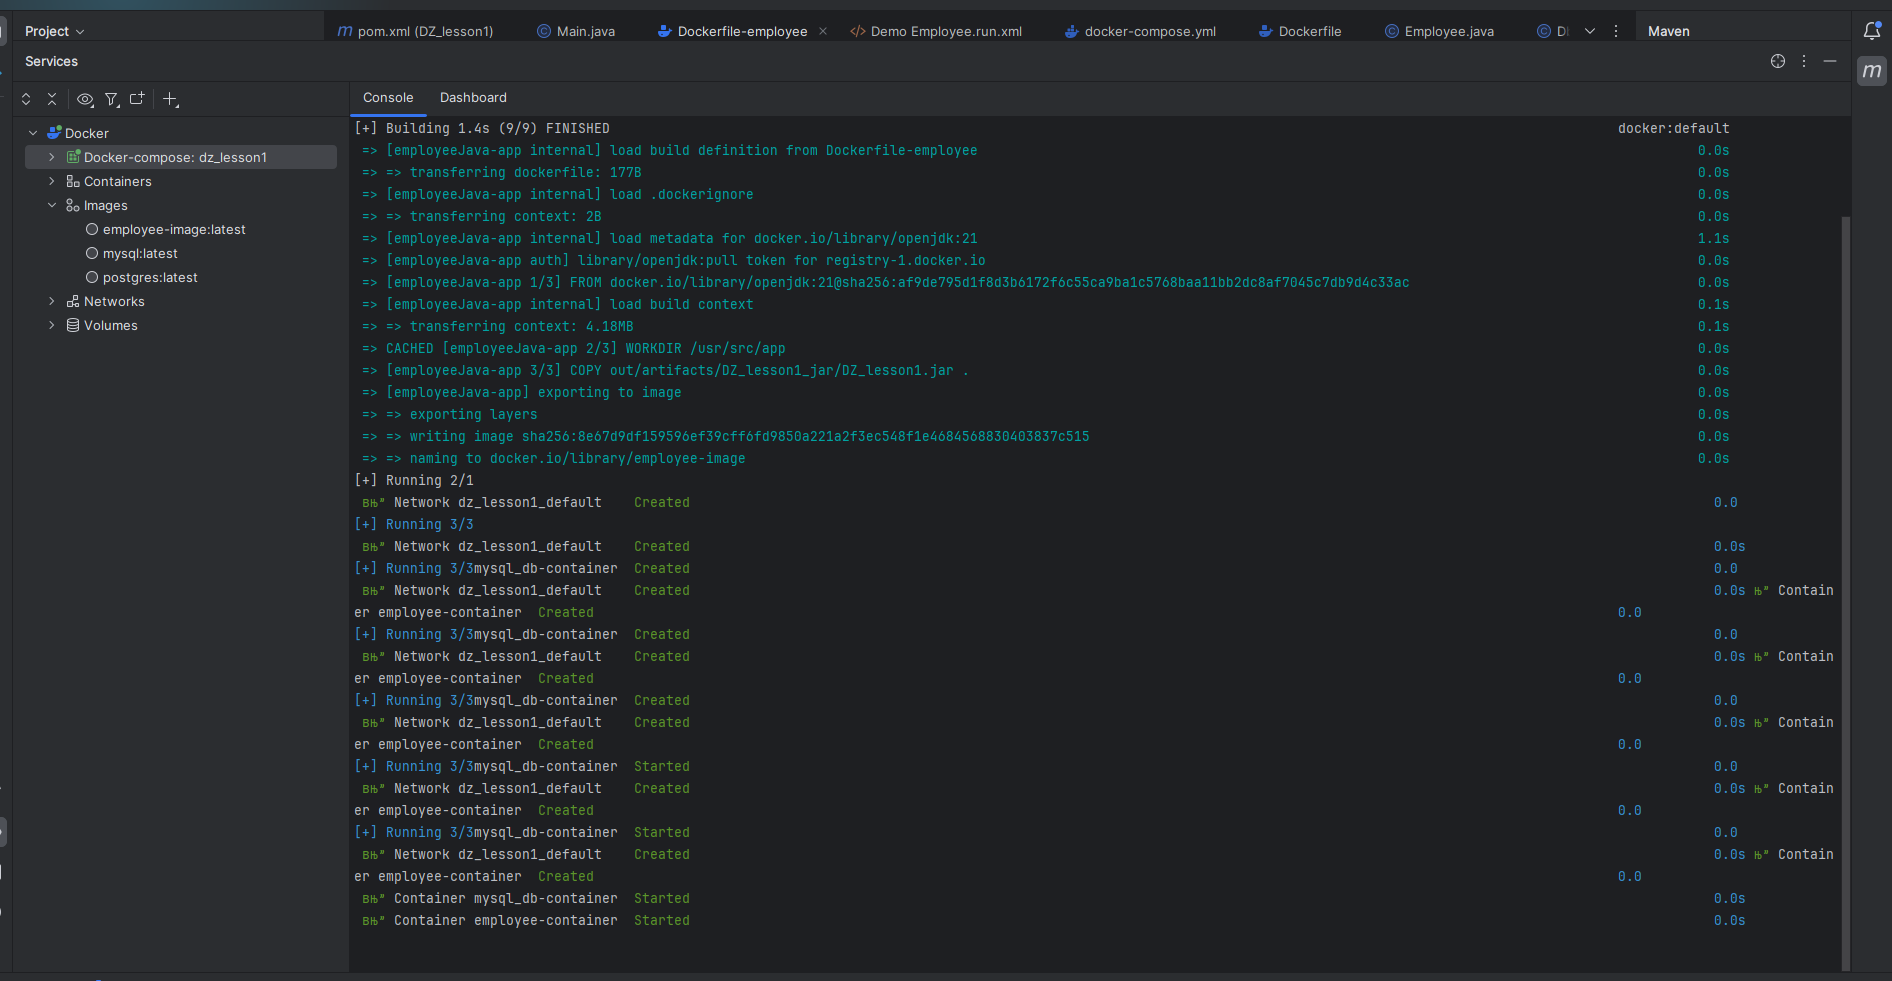 Project
pom.xml (DZ_lesson1)
Main.java
Dockerfile-employee
Demo Employee.run.xml
docker-compose.yml
Dockerfile
Employee.java
Maven
Services
Console
Dashboard
Docker
Docker-compose: dz_lesson1
Containers
Images
employee-image:latest
mysql:latest
postgres:latest
Networks
Volumes
[+] Building 1.4s (9/9) FINISHED docker:default
=> [employeeJava-app internal] load build definition from Dockerfile-employee 0.0s
=> => transferring dockerfile: 177B 0.0s
=> [employeeJava-app internal] load .dockerignore 0.0s
=> => transferring context: 2B 0.0s
=> [employeeJava-app internal] load metadata for docker.io/library/openjdk:21 1.1s
=> [employeeJava-app auth] library/openjdk:pull token for registry-1.docker.io 0.0s
=> [employeeJava-app 1/3] FROM docker.io/library/openjdk:21@sha256:af9de795d1f8d3b6172f6c55ca9ba1c5768baa11bb2dc8af7045c7db9d4c33ac 0.0s
=> [employeeJava-app internal] load build context 0.1s
=> => transferring context: 4.18MB 0.1s
=> CACHED [employeeJava-app 2/3] WORKDIR /usr/src/app 0.0s
=> [employeeJava-app 3/3] COPY out/artifacts/DZ_lesson1_jar/DZ_lesson1.jar . 0.0s
=> [employeeJava-app] exporting to image 0.0s
=> => exporting layers 0.0s
=> => writing image sha256:8e67d9df159596ef39cff6fd9850a221a2f3ec548f1e4684568830403837c515 0.0s
=> => naming to docker.io/library/employee-image 0.0s
[+] Running 2/1
вњ" Network dz_lesson1_default Created 0.0
[+] Running 3/3
вњ" Network dz_lesson1_default Created 0.0s
[+] Running 3/3mysql_db-container Created 0.0
вњ" Network dz_lesson1_default Created 0.0s њ" Contain
er employee-container Created 0.0
[+] Running 3/3mysql_db-container Created 0.0
вњ" Network dz_lesson1_default Created 0.0s њ" Contain
er employee-container Created 0.0
[+] Running 3/3mysql_db-container Created 0.0
вњ" Network dz_lesson1_default Created 0.0s њ" Contain
er employee-container Created 0.0
[+] Running 3/3mysql_db-container Started 0.0
вњ" Network dz_lesson1_default Created 0.0s њ" Contain
er employee-container Created 0.0
[+] Running 3/3mysql_db-container Started 0.0
вњ" Network dz_lesson1_default Created 0.0s њ" Contain
er employee-container Created 0.0
вњ" Container mysql_db-container Started 0.0s
вњ" Container employee-container Started 0.0s